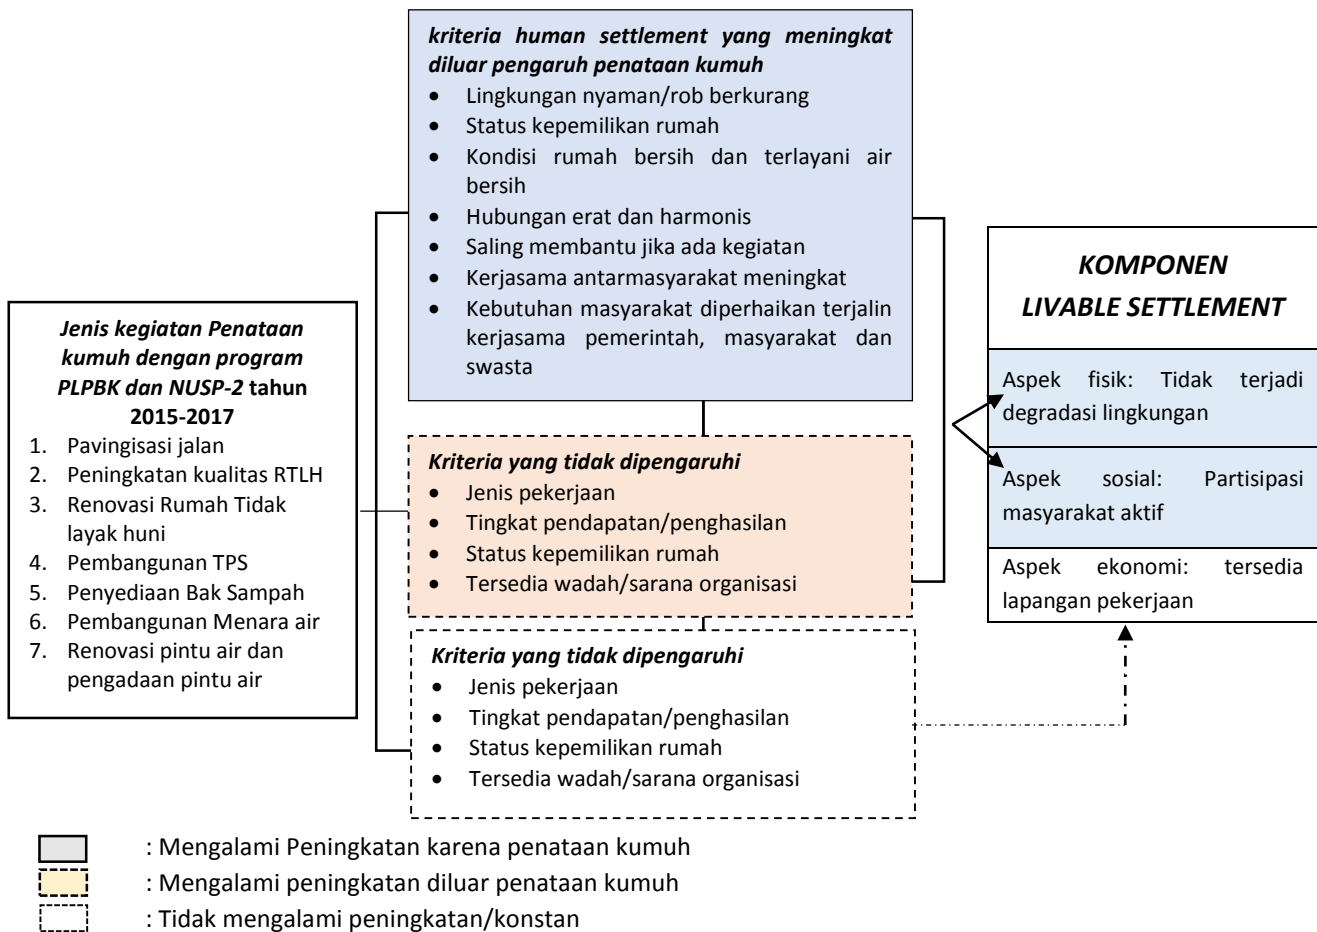 kriteria human settlement yang meningkat
diluar pengaruh penataan kumuh
• Lingkungan nyaman/rob berkurang
• Status kepemilikan rumah
• Kondisi rumah bersih dan terlayani air
bersih
• Hubungan erat dan harmonis
• Saling membantu jika ada kegiatan
• Kerjasama antarmasyarakat meningkat
• Kebutuhan masyarakat diperhaikan terjalin
kerjasama pemerintah, masyarakat dan
swasta
Jenis kegiatan Penataan
kumuh dengan program
PLPBK dan NUSP-2 tahun
2015-2017
1. Pavingisasi jalan
2. Peningkatan kualitas RTLH
3. Renovasi Rumah Tidak
layak huni
4. Pembangunan TPS
5. Penyediaan Bak Sampah
6. Pembangunan Menara air
7. Renovasi pintu air dan
pengadaan pintu air
Kriteria yang tidak dipengaruhi
• Jenis pekerjaan
• Tingkat pendapatan/penghasilan
• Status kepemilikan rumah
• Tersedia wadah/sarana organisasi
Kriteria yang tidak dipengaruhi
• Jenis pekerjaan
• Tingkat pendapatan/penghasilan
• Status kepemilikan rumah
• Tersedia wadah/sarana organisasi
KOMPONEN
LIVABLE SETTLEMENT
Aspek fisik: Tidak terjadi
degradasi lingkungan
Aspek sosial: Partisipasi
masyarakat aktif
Aspek ekonomi: tersedia
lapangan pekerjaan
: Mengalami Peningkatan karena penataan kumuh
: Mengalami peningkatan diluar penataan kumuh
: Tidak mengalami peningkatan/konstan